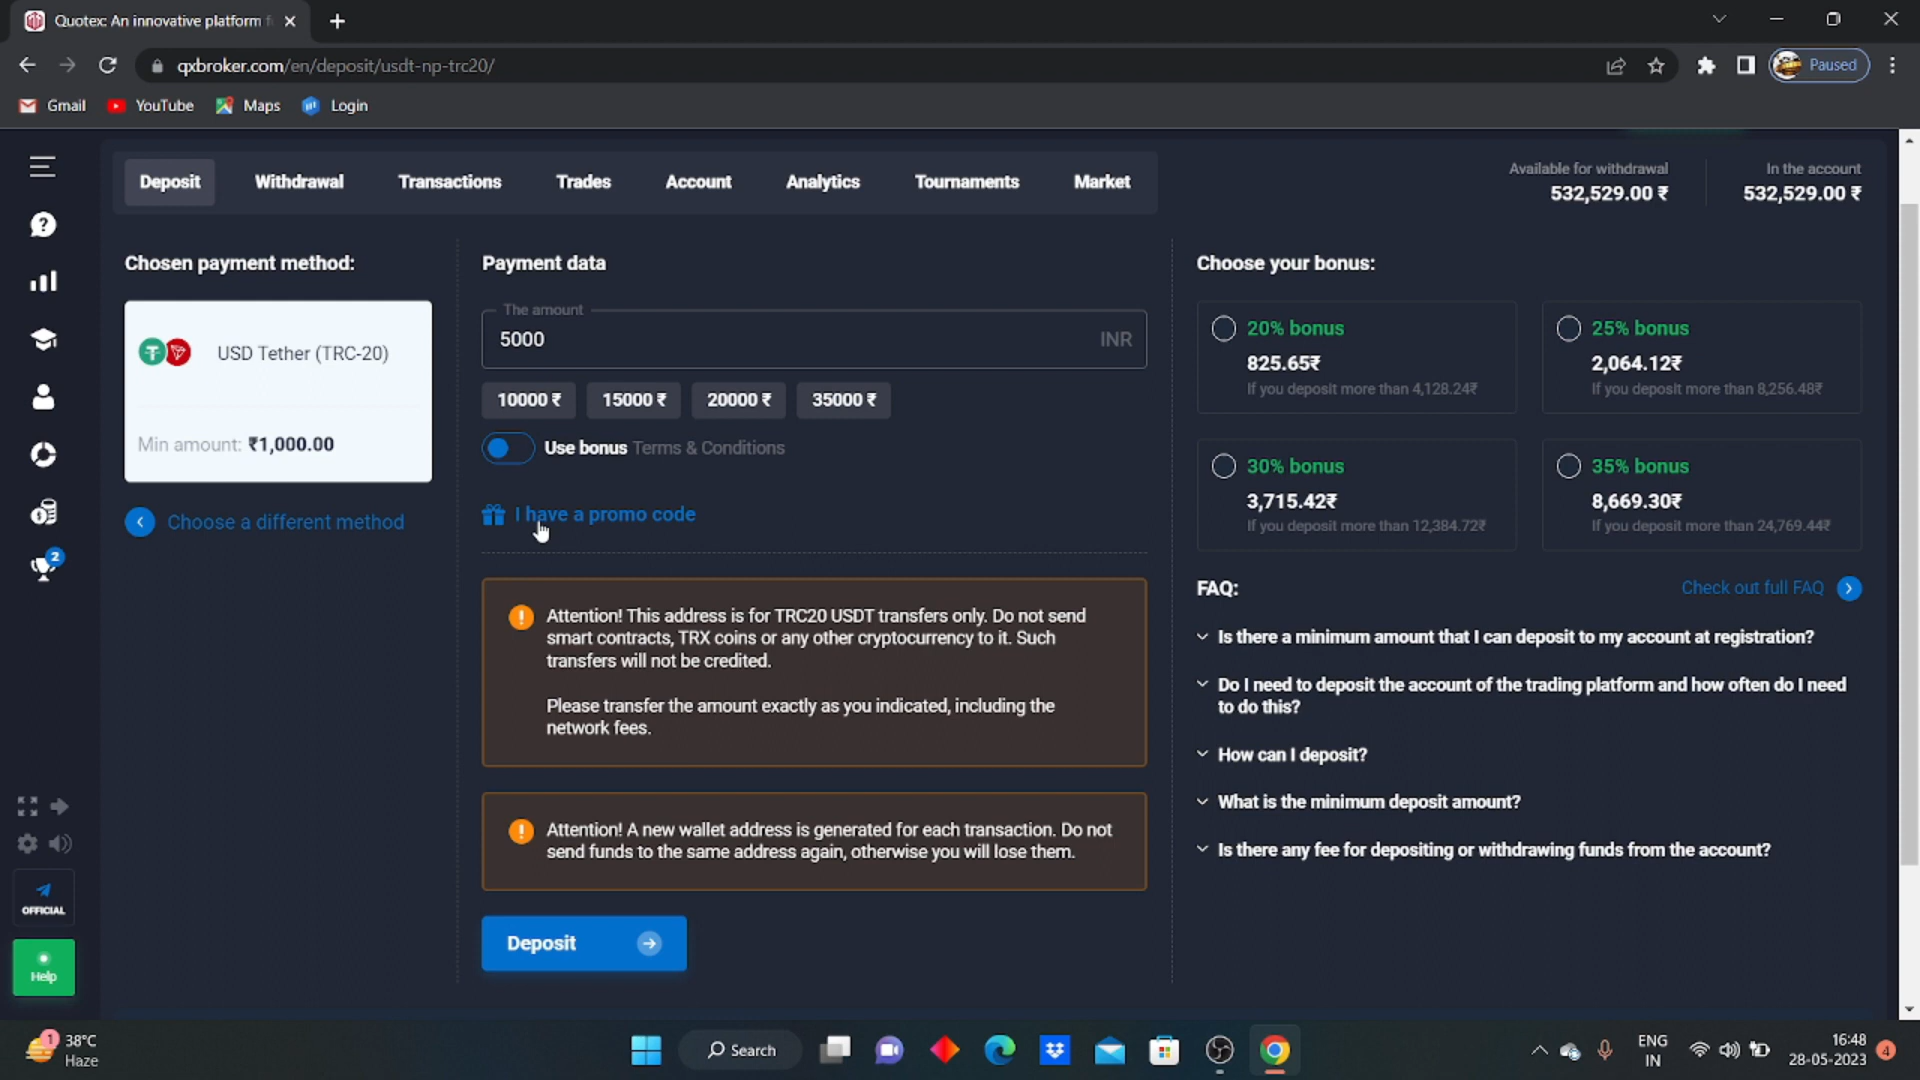 Quotex: An innovative platform f
qxbroker.com/en/deposit/usdt-np-trc20/
Paused
Gmail
YouTube
Maps
Login
Deposit
Withdrawal
Transactions
Trades
Account
Analytics
Tournaments
Market
Available for withdrawal
532,529.00 ₹
In the account
532,529.00 ₹
Chosen payment method:
USD Tether (TRC-20)
Min amount: ₹1,000.00
Choose a different method
Payment data
The amount
5000
INR
10000 ₹
15000 ₹
20000 ₹
35000 ₹
Use bonus Terms & Conditions
I have a promo code
Attention! This address is for TRC20 USDT transfers only. Do not send
smart contracts, TRX coins or any other cryptocurrency to it. Such
transfers will not be credited.
Please transfer the amount exactly as you indicated, including the
network fees.
Attention! A new wallet address is generated for each transaction. Do not
send funds to the same address again, otherwise you will lose them.
Deposit
Choose your bonus:
20% bonus
825.65₹
If you deposit more than 4,128.24₹
25% bonus
2,064.12₹
If you deposit more than 8,256.48₹
30% bonus
3,715.42₹
If you deposit more than 12,384.72₹
35% bonus
8,669.30₹
If you deposit more than 24,769.44₹
FAQ:
Check out full FAQ
Is there a minimum amount that I can deposit to my account at registration?
Do I need to deposit the account of the trading platform and how often do I need
to do this?
How can I deposit?
What is the minimum deposit amount?
Is there any fee for depositing or withdrawing funds from the account?
2
OFFICIAL
Help
1
38°C
Haze
Search
ENG
IN
16:48
28-05-2023
4